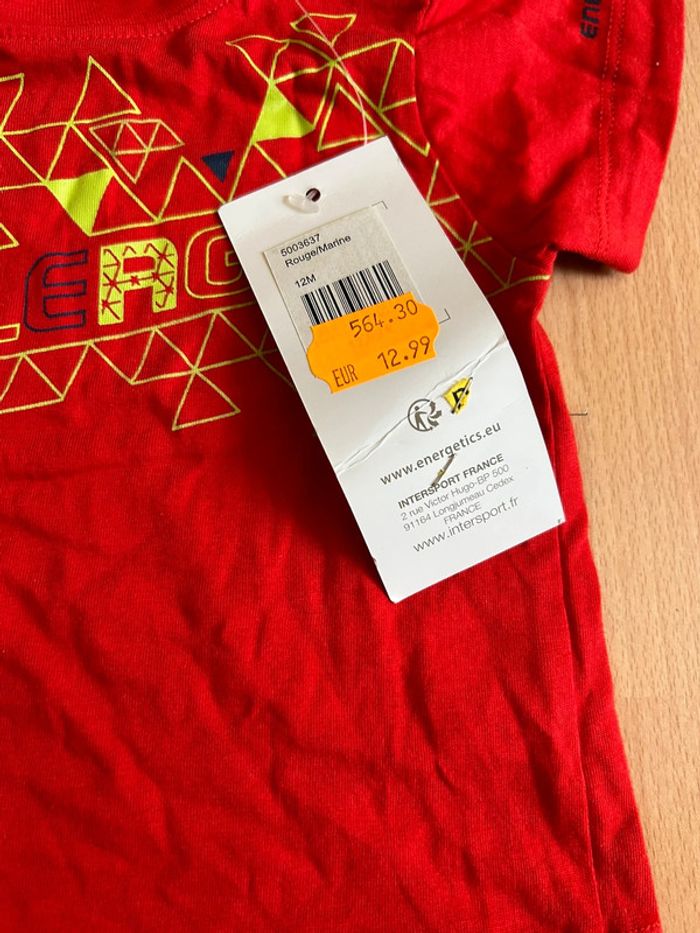 ERG
5003637
Rouge/Marine
12M
564.30
EUR 12.99
www.energetics.eu
INTERSPORT FRANCE
2 rue Victor Hugo-BP 500
91164 Longjumeau Cedex
FRANCE
www.intersport.fr